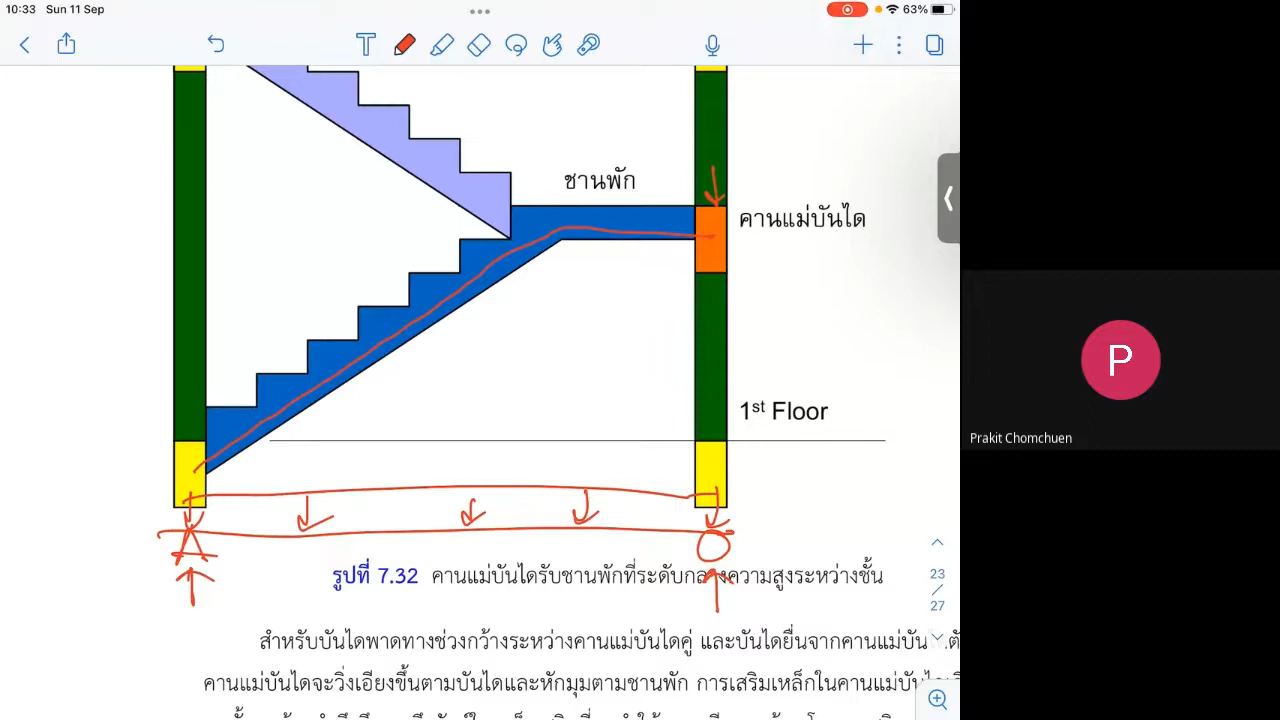 10:33 Sun 11 Sep
63%
ชานพัก
คานแม่บันได
1st Floor
รูปที่ 7.32 คานแม่บันไดรับชานพักที่ระดับกลางความสูงระหว่างชั้น
23
/
27
สำหรับบันไดพาดทางช่วงกว้างระหว่างคานแม่บันไดคู่ และบันไดยื่นจากคานแม่บัน
คานแม่บันไดจะวิ่งเอียงขึ้นตามบันไดและหักมุมตามชานพัก การเสริมเหล็กในคานแม่บันได
P
Prakit Chomchuen